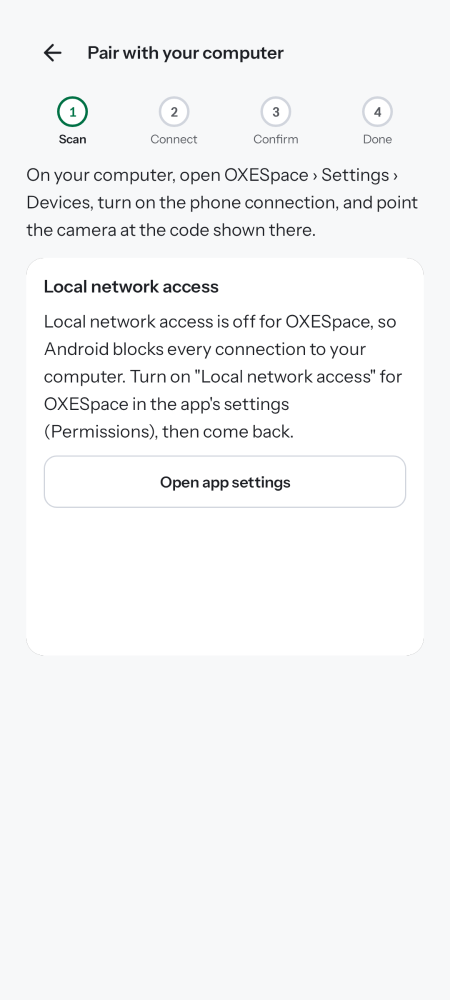 Pair with your computer
1
2
3
4
Scan
Connect
Confirm
Done
On your computer, open OXESpace › Settings ›
Devices, turn on the phone connection, and point
the camera at the code shown there.
Local network access
Local network access is off for OXESpace, so
Android blocks every connection to your
computer. Turn on "Local network access" for
OXESpace in the app's settings
(Permissions), then come back.
Open app settings